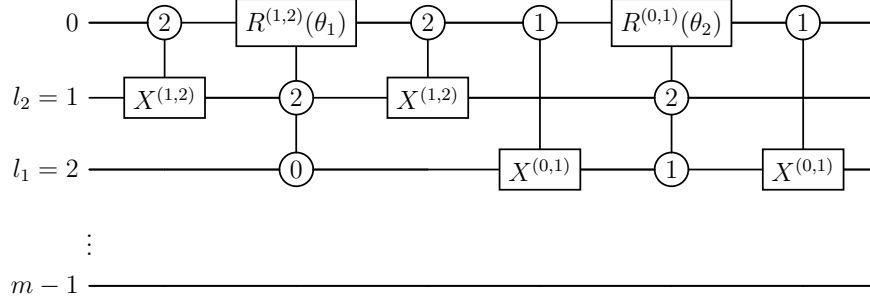 0 2 R^{(1,2)}(θ_1) 2 1 R^{(0,1)}(θ_2) 1
l_2 = 1 X^{(1,2)} 2 X^{(1,2)} 2
l_1 = 2 0 X^{(0,1)} 1 X^{(0,1)}
⋮
m − 1